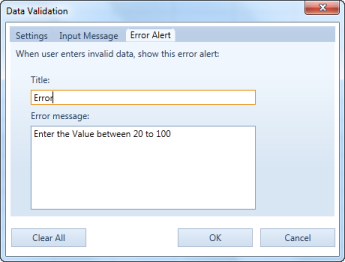 Data Validation
Settings Input Message Error Alert
When user enters invalid data, show this error alert:
Title:
Error
Error message:
Enter the Value between 20 to 100
Clear All OK Cancel